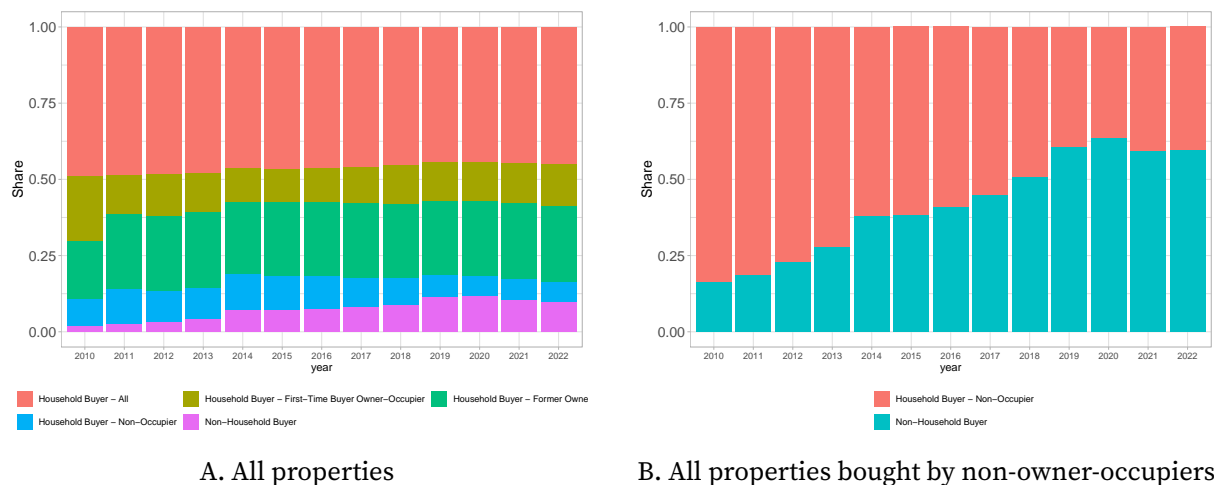 1.00
0.75
0.50
0.25
0.00
Share
2010 2011 2012 2013 2014 2015 2016 2017 2018 2019 2020 2021 2022
year
Household Buyer − All
Household Buyer − First−Time Buyer Owner−Occupier
Household Buyer − Former Owne
Household Buyer − Non−Occupier
Non−Household Buyer
A. All properties
1.00
0.75
0.50
0.25
0.00
Share
2010 2011 2012 2013 2014 2015 2016 2017 2018 2019 2020 2021 2022
year
Household Buyer − Non−Occupier
Non−Household Buyer
B. All properties bought by non-owner-occupiers